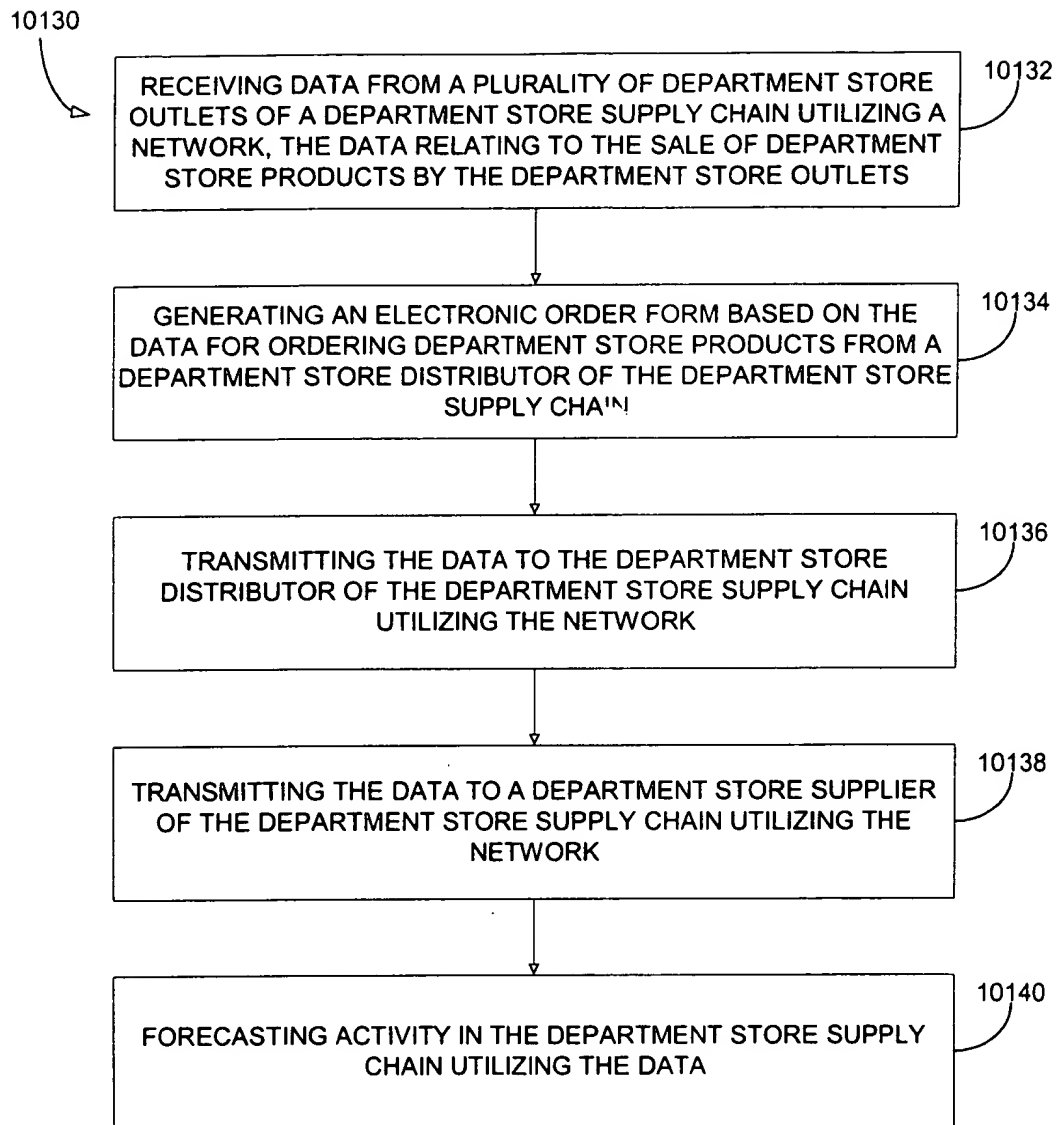 10130
RECEIVING DATA FROM A PLURALITY OF DEPARTMENT STORE
OUTLETS OF A DEPARTMENT STORE SUPPLY CHAIN UTILIZING A
NETWORK, THE DATA RELATING TO THE SALE OF DEPARTMENT
STORE PRODUCTS BY THE DEPARTMENT STORE OUTLETS
10132
GENERATING AN ELECTRONIC ORDER FORM BASED ON THE
DATA FOR ORDERING DEPARTMENT STORE PRODUCTS FROM A
DEPARTMENT STORE DISTRIBUTOR OF THE DEPARTMENT STORE
SUPPLY CHAIN
10134
TRANSMITTING THE DATA TO THE DEPARTMENT STORE
DISTRIBUTOR OF THE DEPARTMENT STORE SUPPLY CHAIN
UTILIZING THE NETWORK
10136
TRANSMITTING THE DATA TO A DEPARTMENT STORE SUPPLIER
OF THE DEPARTMENT STORE SUPPLY CHAIN UTILIZING THE
NETWORK
10138
FORECASTING ACTIVITY IN THE DEPARTMENT STORE SUPPLY
CHAIN UTILIZING THE DATA
10140